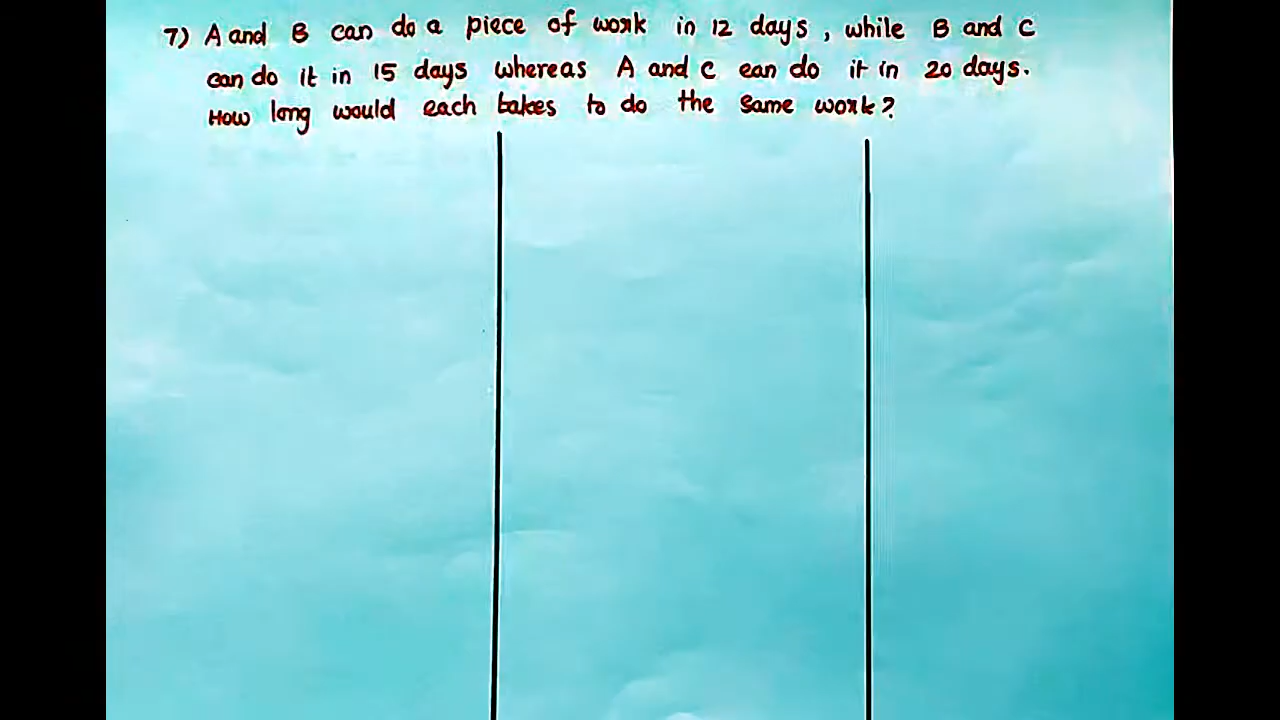 7) A and B can do a piece of work in 12 days, while B and C
can do it in 15 days whereas A and C can do it in 20 days.
How long would each takes to do the same work?